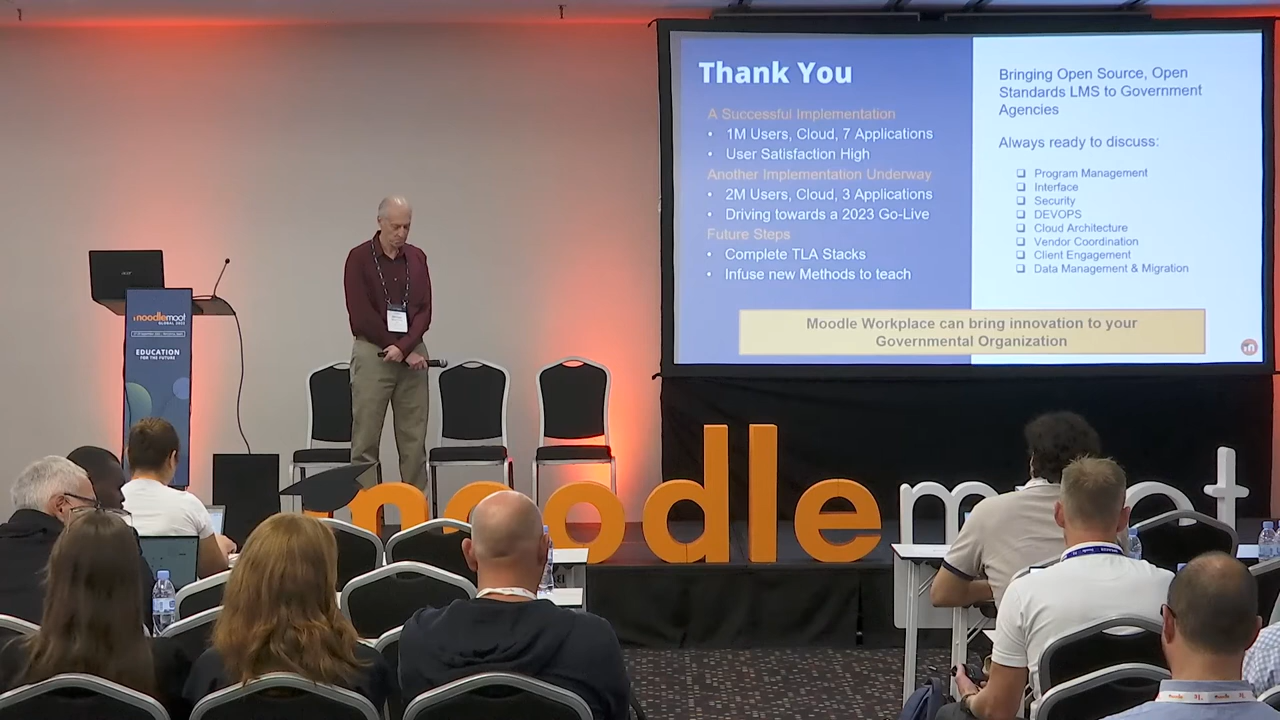 Thank You
A Successful Implementation
• 1M Users, Cloud, 7 Applications
• User Satisfaction High
Another Implementation Underway
• 2M Users, Cloud, 3 Applications
• Driving towards a 2023 Go-Live
Future Steps
• Complete TLA Stacks
• Infuse new Methods to teach
Bringing Open Source, Open
Standards LMS to Government
Agencies
Always ready to discuss:
❑ Program Management
❑ Interface
❑ Security
❑ DEVOPS
❑ Cloud Architecture
❑ Vendor Coordination
❑ Client Engagement
❑ Data Management & Migration
Moodle Workplace can bring innovation to your
Governmental Organization
acer
moodlemoot
GLOBAL 2022
EDUCATION
FOR THE FUTURE
moodlemoot